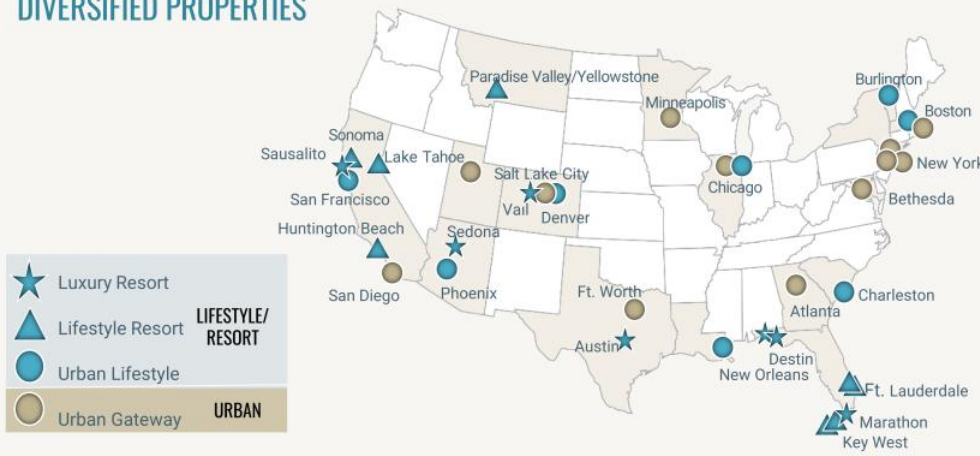 DIVERSIFIED PROPERTIES
Paradise Valley/Yellowstone
Burlington
Minneapolis
Boston
Sonoma
Sausalito
Lake Tahoe
New York
Salt Lake City
Chicago
San Francisco
Vail
Denver
Bethesda
Huntington Beach
Sedona
Luxury Resort
San Diego
Phoenix
Ft. Worth
Charleston
Atlanta
Lifestyle Resort
LIFESTYLE/
RESORT
Austin
Destin
New Orleans
Urban Lifestyle
Ft. Lauderdale
Urban Gateway
URBAN
Marathon
Key West